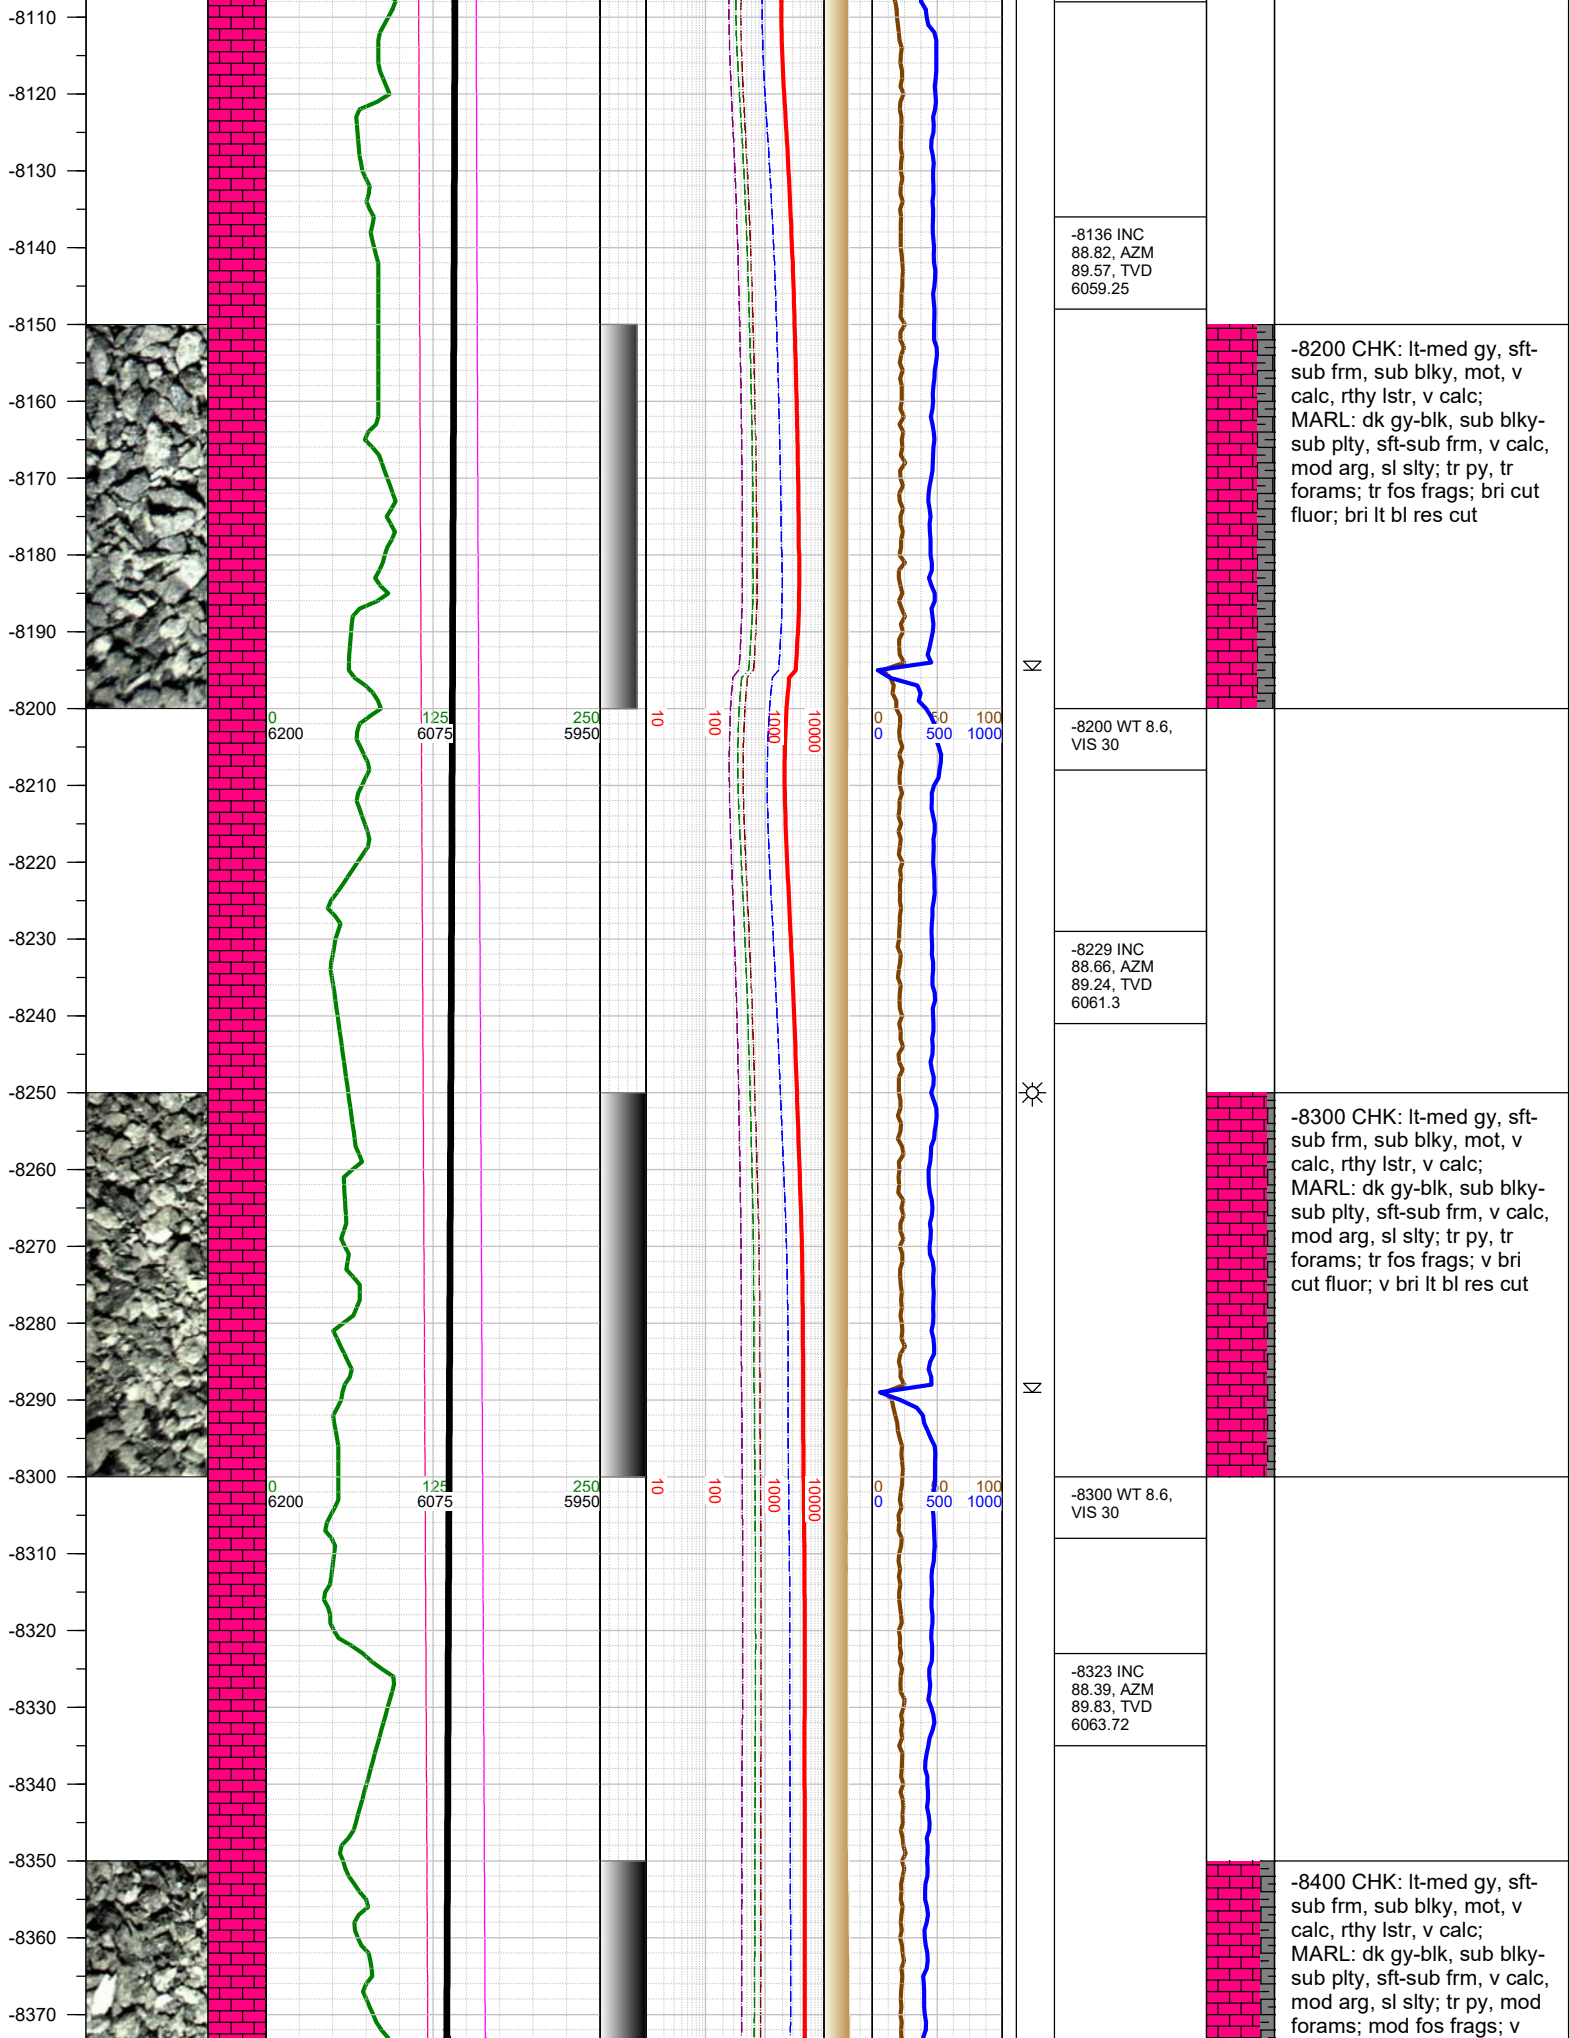 -8110
-8120
-8130
-8140
-8150
-8160
-8170
-8180
-8190
-8200
-8210
-8220
-8230
-8240
-8250
-8260
-8270
-8280
-8290
-8300
-8310
-8320
-8330
-8340
-8350
-8360
-8370
0 125 250
6200 6075 5950
10 100 1000 10000
0 50 100
0 500 1000
0 125 250
6200 6075 5950
10 100 1000 10000
0 50 100
0 500 1000
-8136 INC
88.82, AZM
89.57, TVD
6059.25
-8200 WT 8.6,
VIS 30
-8229 INC
88.66, AZM
89.24, TVD
6061.3
-8300 WT 8.6,
VIS 30
-8323 INC
88.39, AZM
89.83, TVD
6063.72
-8200 CHK: lt-med gy, sft-
sub frm, sub blky, mot, v
calc, rthy lstr, v calc;
MARL: dk gy-blk, sub blky-
sub plty, sft-sub frm, v calc,
mod arg, sl slty; tr py, tr
forams; tr fos frags; bri cut
fluor; bri lt bl res cut
-8300 CHK: lt-med gy, sft-
sub frm, sub blky, mot, v
calc, rthy lstr, v calc;
MARL: dk gy-blk, sub blky-
sub plty, sft-sub frm, v calc,
mod arg, sl slty; tr py, tr
forams; tr fos frags; v bri
cut fluor; v bri lt bl res cut
-8400 CHK: lt-med gy, sft-
sub frm, sub blky, mot, v
calc, rthy lstr, v calc;
MARL: dk gy-blk, sub blky-
sub plty, sft-sub frm, v calc,
mod arg, sl slty; tr py, mod
forams; mod fos frags; v